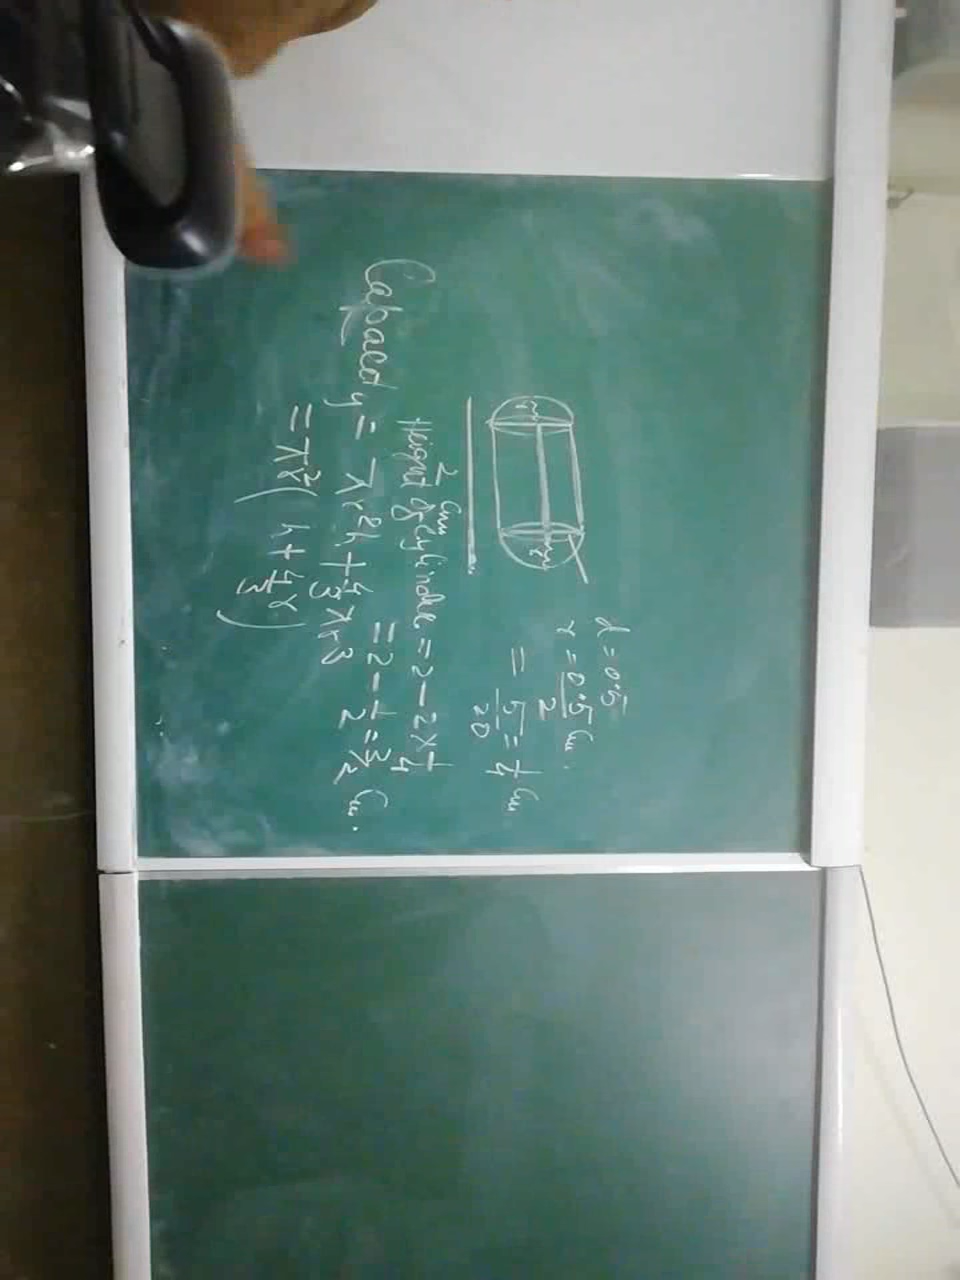 d = 0.5
r = 0.5/2 cm.
= 5/20 = 1/4 cm
r r
2 cm
Height of cylinder = 2 - 2×1/4
= 2 - 1/2 = 3/2 cm.
Capacity = πr²h + 4/3 πr3
= πr²(h + 4/3 r)